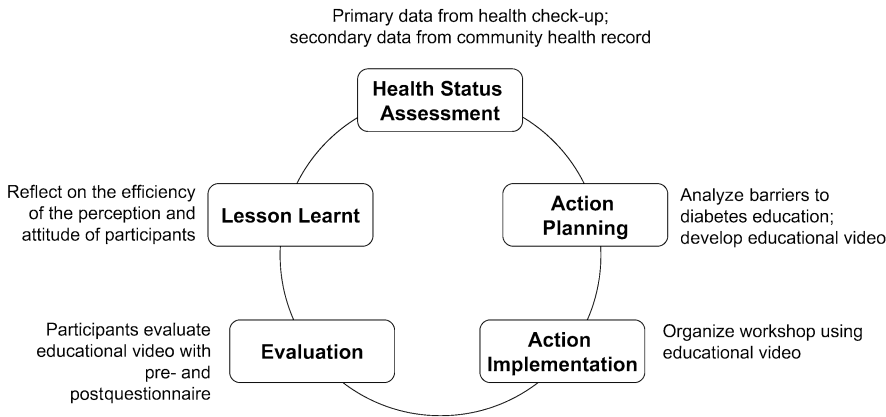 Primary data from health check-up;
secondary data from community health record
Health Status
Assessment
Action
Planning
Analyze barriers to
diabetes education;
develop educational video
Action
Implementation
Organize workshop using
educational video
Evaluation
Participants evaluate
educational video with
pre- and
postquestionnaire
Lesson Learnt
Reflect on the efficiency
of the perception and
attitude of participants